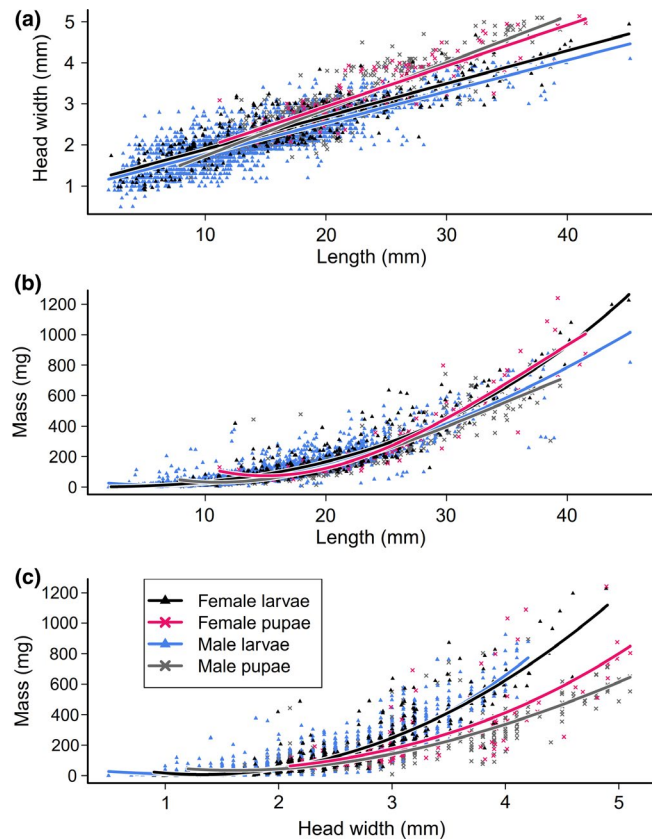 (a)
5
4
3
2
1
Head width (mm)
10 20 30 40
Length (mm)
(b)
1200
1000
800
600
400
200
0
Mass (mg)
10 20 30 40
Length (mm)
(c)
1200
1000
800
600
400
200
0
Mass (mg)
Female larvae
Female pupae
Male larvae
Male pupae
1 2 3 4 5
Head width (mm)